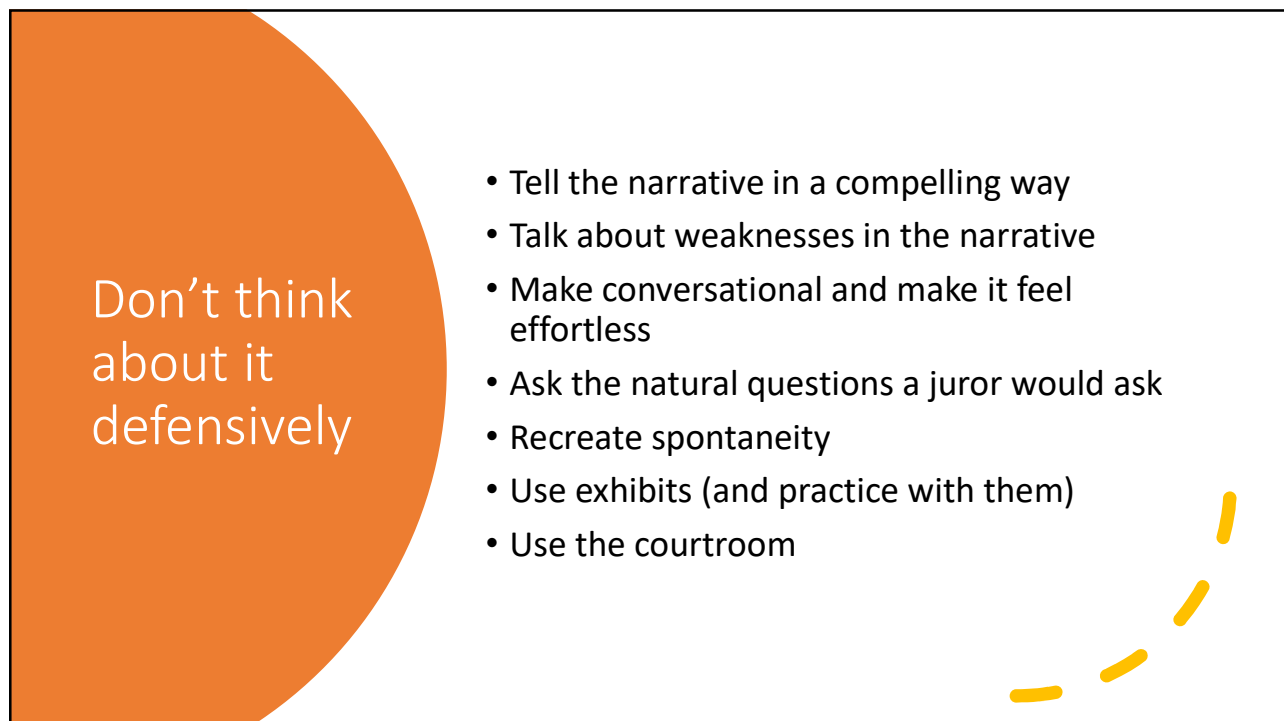 Don’t think
about it
defensively
• Tell the narrative in a compelling way
• Talk about weaknesses in the narrative
• Make conversational and make it feel
effortless
• Ask the natural questions a juror would ask
• Recreate spontaneity
• Use exhibits (and practice with them)
• Use the courtroom